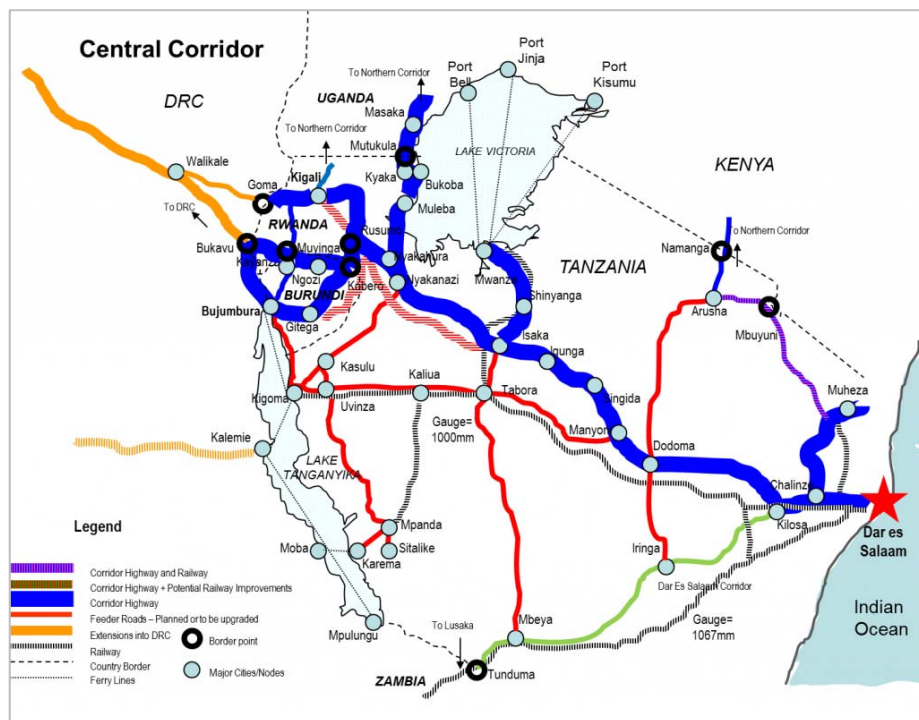 Central Corridor
Port
Jinja
Port
Bell
Port
Kisumu
To Northern Corridor
DRC
UGANDA
Masaka
To Northern Corridor
Mutukula
LAKE VICTORIA
KENYA
Walikale
Goma
Kigali
Kyaka
Bukoba
To DRC
RWANDA
Muleba
Rusumo
To Northern Corridor
Namanga
Bukavu
Kayanza
Muyinga
Nyakahura
Mwanza
TANZANIA
Ngozi
Kobero
Nyakanazi
BURUNDI
Shinyanga
Arusha
Mbuyuni
Bujumbura
Gitega
Isaka
Igunga
Kasulu
Kaliua
Singida
Muheza
Kigoma
Uvinza
Tabora
Gauge=
1000mm
Manyoni
Dodoma
Kalemie
LAKE
TANGANYIKA
Chalinze
Kilosa
Dar es
Salaam
Legend
Mpanda
Moba
Karema
Sitalike
Iringa
Dar Es Salaam Corridor
Corridor Highway and Railway
Corridor Highway + Potential Railway Improvements
Corridor Highway
Feeder Roads – Planned or to be upgraded
Extensions into DRC
Border point
Railway
Country Border
Ferry Lines
Major Cities/Nodes
Mpulungu
To Lusaka
Mbeya
Gauge=
1067mm
Indian
Ocean
ZAMBIA
Tunduma